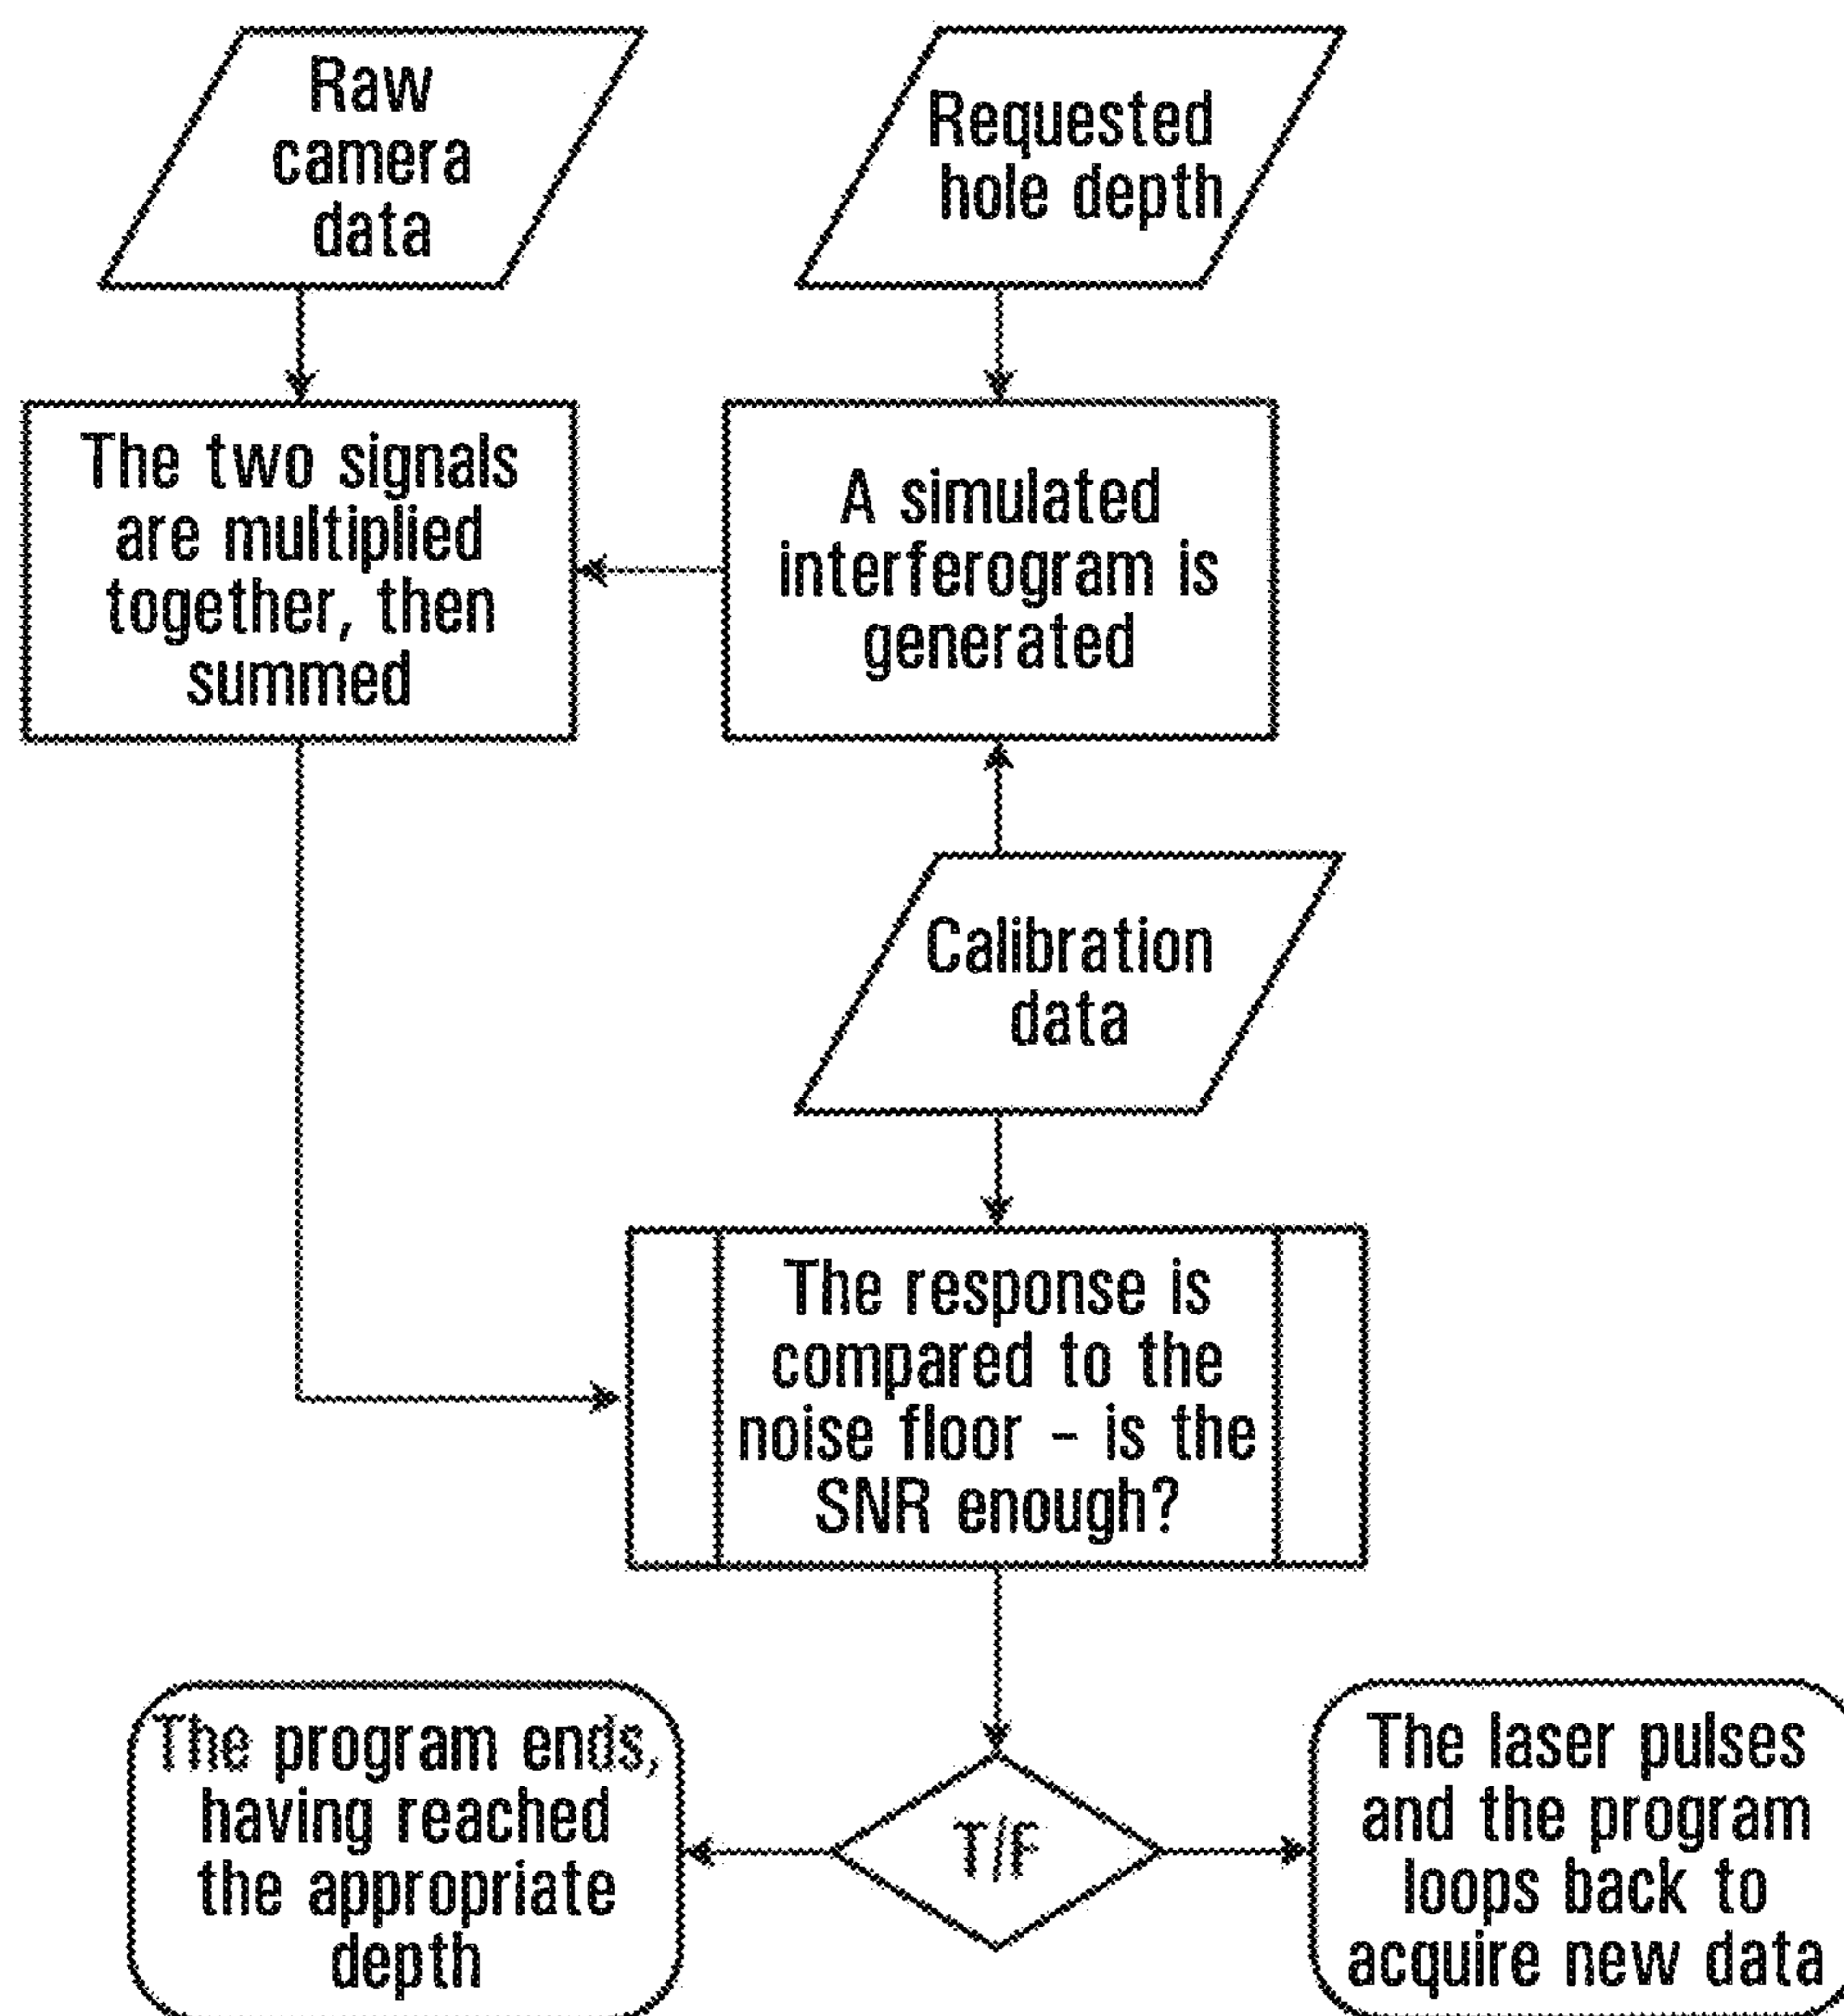 Raw
camera
data
Requested
hole depth
The two signals
are multiplied
together, then
summed
A simulated
interferogram is
generated
Calibration
data
The response is
compared to the
noise floor - is the
SNR enough?
T/F
The program ends,
having reached
the appropriate
depth
The laser pulses
and the program
loops back to
acquire new data